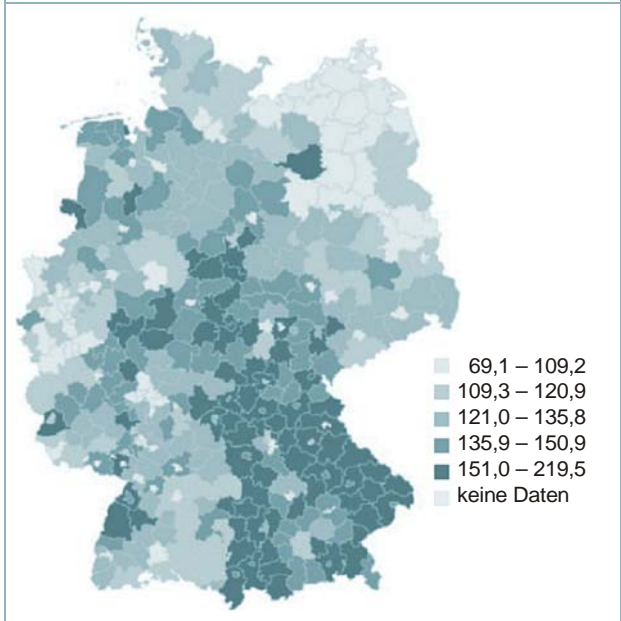 69,1 – 109,2
109,3 – 120,9
121,0 – 135,8
135,9 – 150,9
151,0 – 219,5
keine Daten